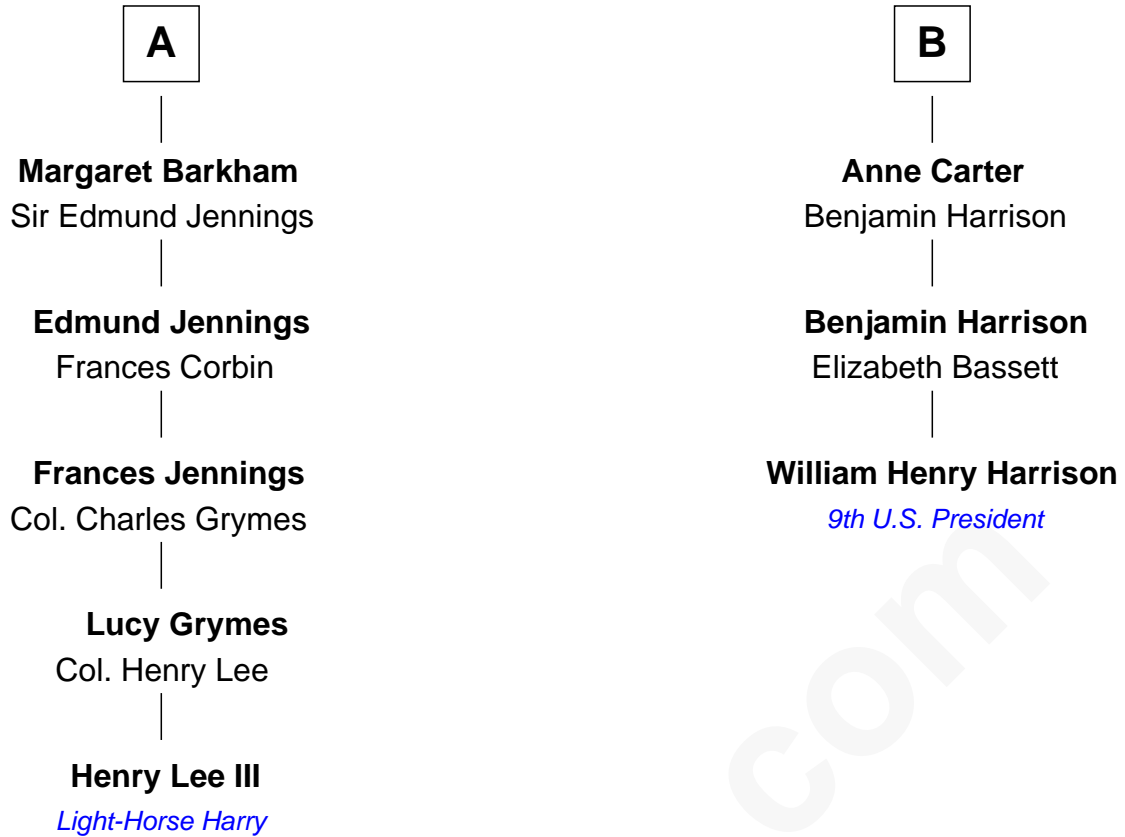 A
Margaret Barkham
Sir Edmund Jennings
Edmund Jennings
Frances Corbin
Frances Jennings
Col. Charles Grymes
Lucy Grymes
Col. Henry Lee
Henry Lee III
Light-Horse Harry
B
Anne Carter
Benjamin Harrison
Benjamin Harrison
Elizabeth Bassett
William Henry Harrison
9th U.S. President
com